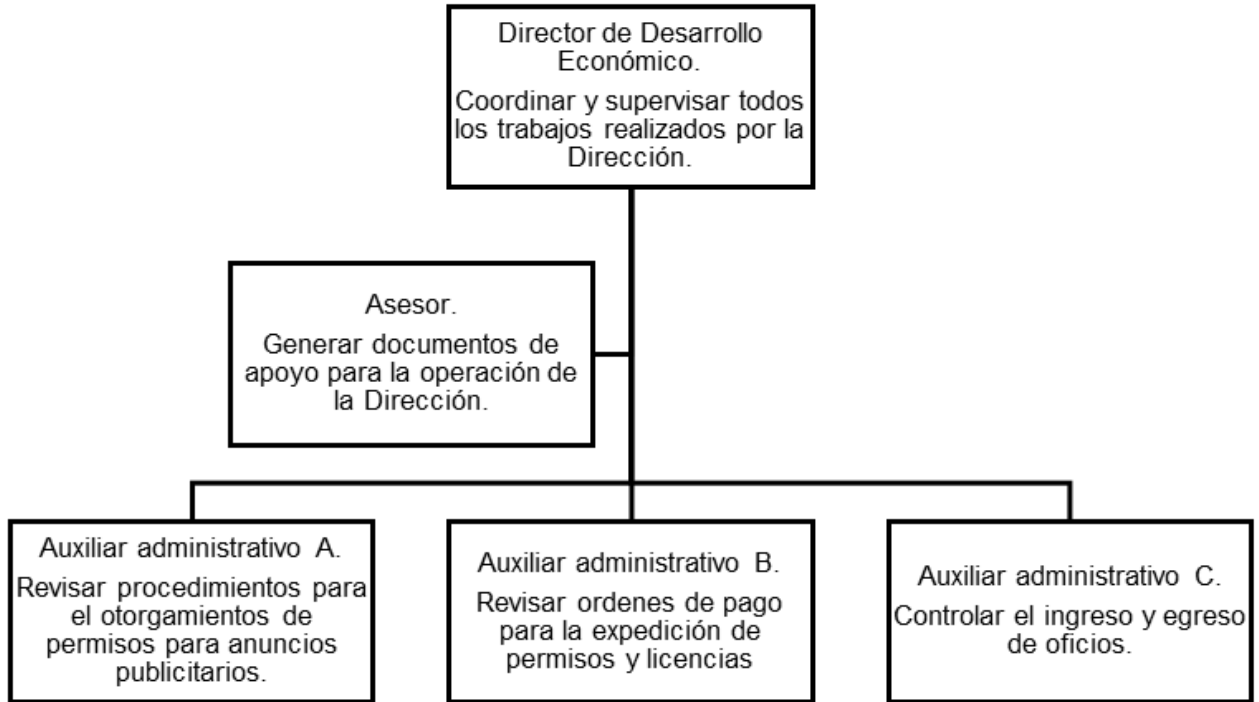 Director de Desarrollo
Económico.
Coordinar y supervisar todos
los trabajos realizados por la
Dirección.
Asesor.
Generar documentos de
apoyo para la operación de
la Dirección.
Auxiliar administrativo A.
Revisar procedimientos para
el otorgamientos de
permisos para anuncios
publicitarios.
Auxiliar administrativo B.
Revisar ordenes de pago
para la expedición de
permisos y licencias
Auxiliar administrativo C.
Controlar el ingreso y egreso
de oficios.